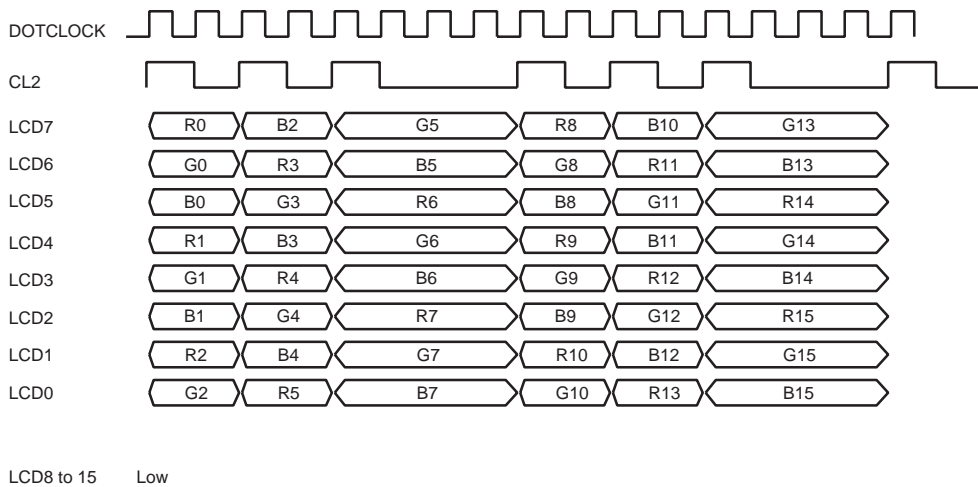 DOTCLOCK
CL2
LCD7 R0 B2 G5 R8 B10 G13
LCD6 G0 R3 B5 G8 R11 B13
LCD5 B0 G3 R6 B8 G11 R14
LCD4 R1 B3 G6 R9 B11 G14
LCD3 G1 R4 B6 G9 R12 B14
LCD2 B1 G4 R7 B9 G12 R15
LCD1 R2 B4 G7 R10 B12 G15
LCD0 G2 R5 B7 G10 R13 B15
LCD8 to 15 Low